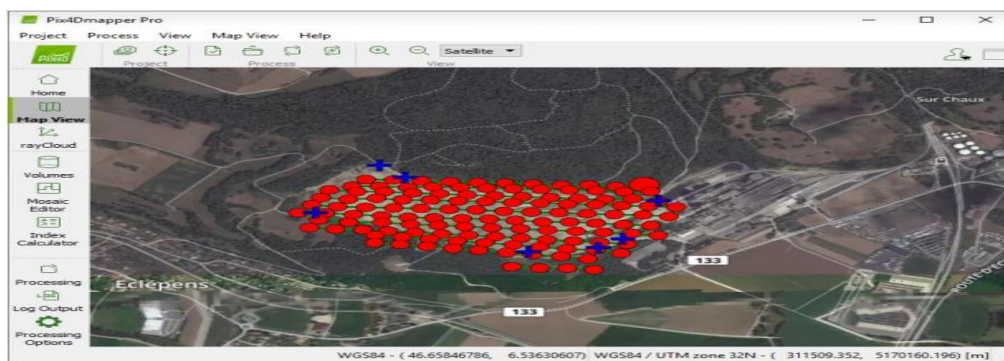 Pix4Dmapper Pro
Project Process View Map View Help
PIX4D
Project Process View
Satellite
Home
Map View
rayCloud
Volumes
Mosaic
Editor
Index
Calculator
Processing
Log Output
Processing
Options
Sur Chaux
133
Eclépens
133
WGS84 - ( 46.65846786, 6.53630607) WGS84 / UTM zone 32N - ( 311509.352, 5170160.196) [m]